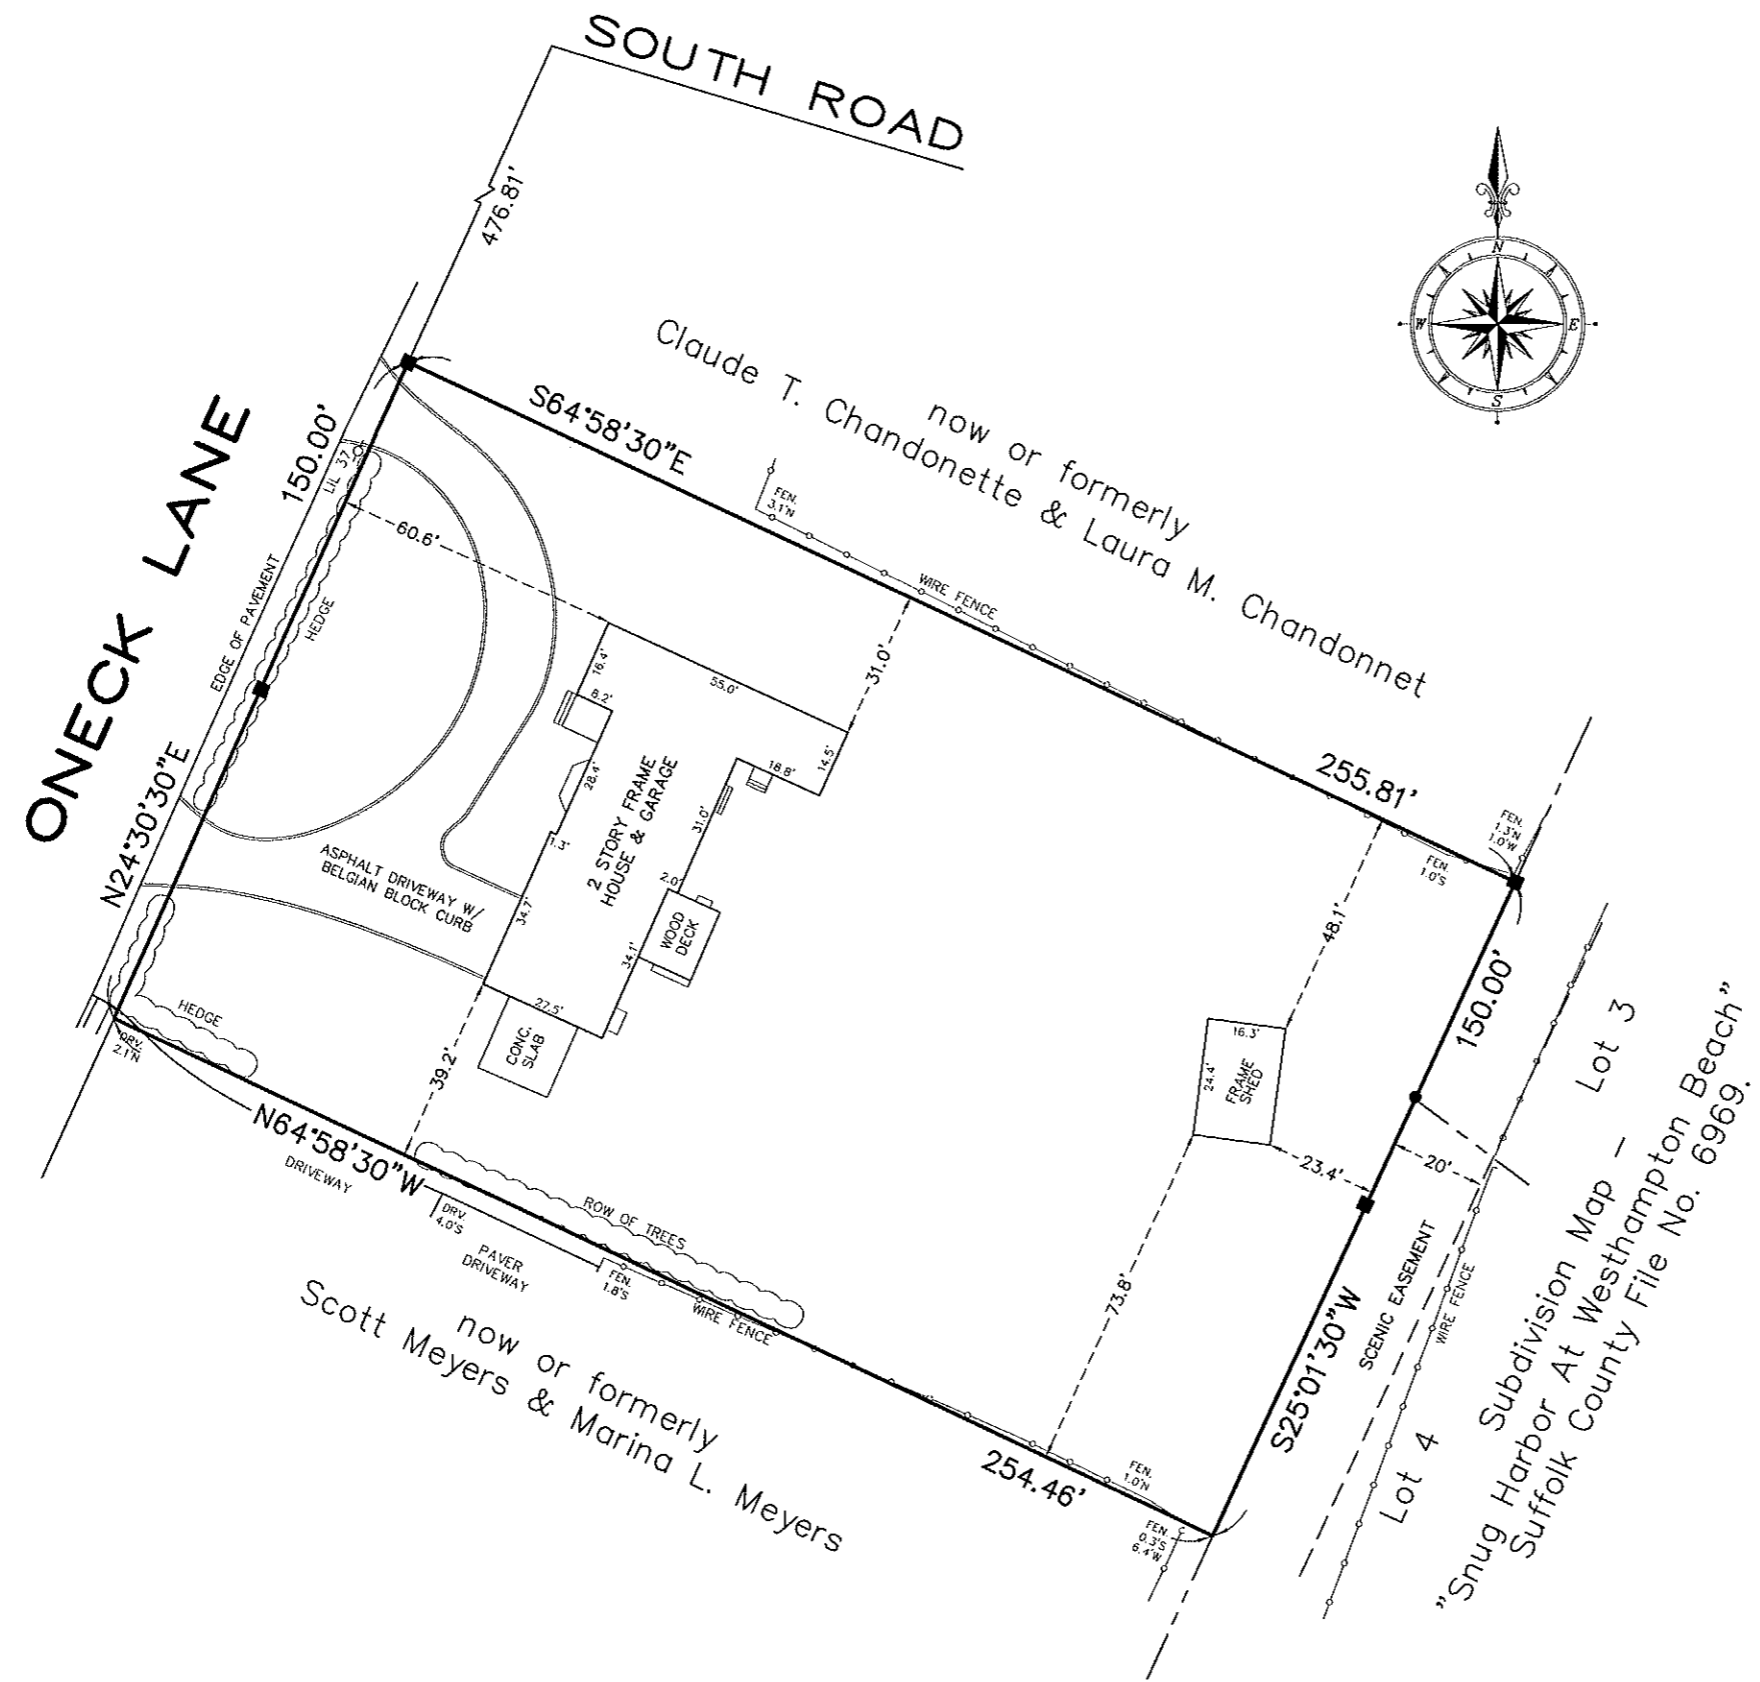 SOUTH ROAD
476.81'
N
W
E
S
Claude T. Chandonette & Laura M. Chandonnet
now or formerly
ONECK LANE
150.00'
S64°58'30"E
LIL 37
FEN.
3.1'N
60.6'
WIRE FENCE
EDGE OF PAVEMENT
HEDGE
31.0'
16.4'
55.0'
8.2'
18.8'
14.5'
28.4'
2 STORY FRAME
HOUSE & GARAGE
31.0'
1.3'
2.0'
255.81'
FEN.
1.3'N
1.0'W
FEN.
1.0'S
N24°30'30"E
ASPHALT DRIVEWAY W/
BELGIAN BLOCK CURB
34.7'
WOOD
DECK
34.1'
48.1'
150.00'
HEDGE
27.5'
CONC.
SLAB
DRV.
2.1'N
39.2'
16.3'
24.4'
FRAME
SHED
Lot 3
N64°58'30"W
DRIVEWAY
23.4'
20'
DRV.
4.0'S
ROW OF TREES
PAVER
DRIVEWAY
FEN.
1.8'S
WIRE FENCE
73.8'
SCENIC EASEMENT
WIRE FENCE
S25°01'30"W
now or formerly
Scott Meyers & Marina L. Meyers
254.46'
FEN.
1.0'N
FEN.
0.3'S
6.4'W
Lot 4
Subdivision Map -
"Snug Harbor At Westhampton Beach"
Suffolk County File No. 6969.